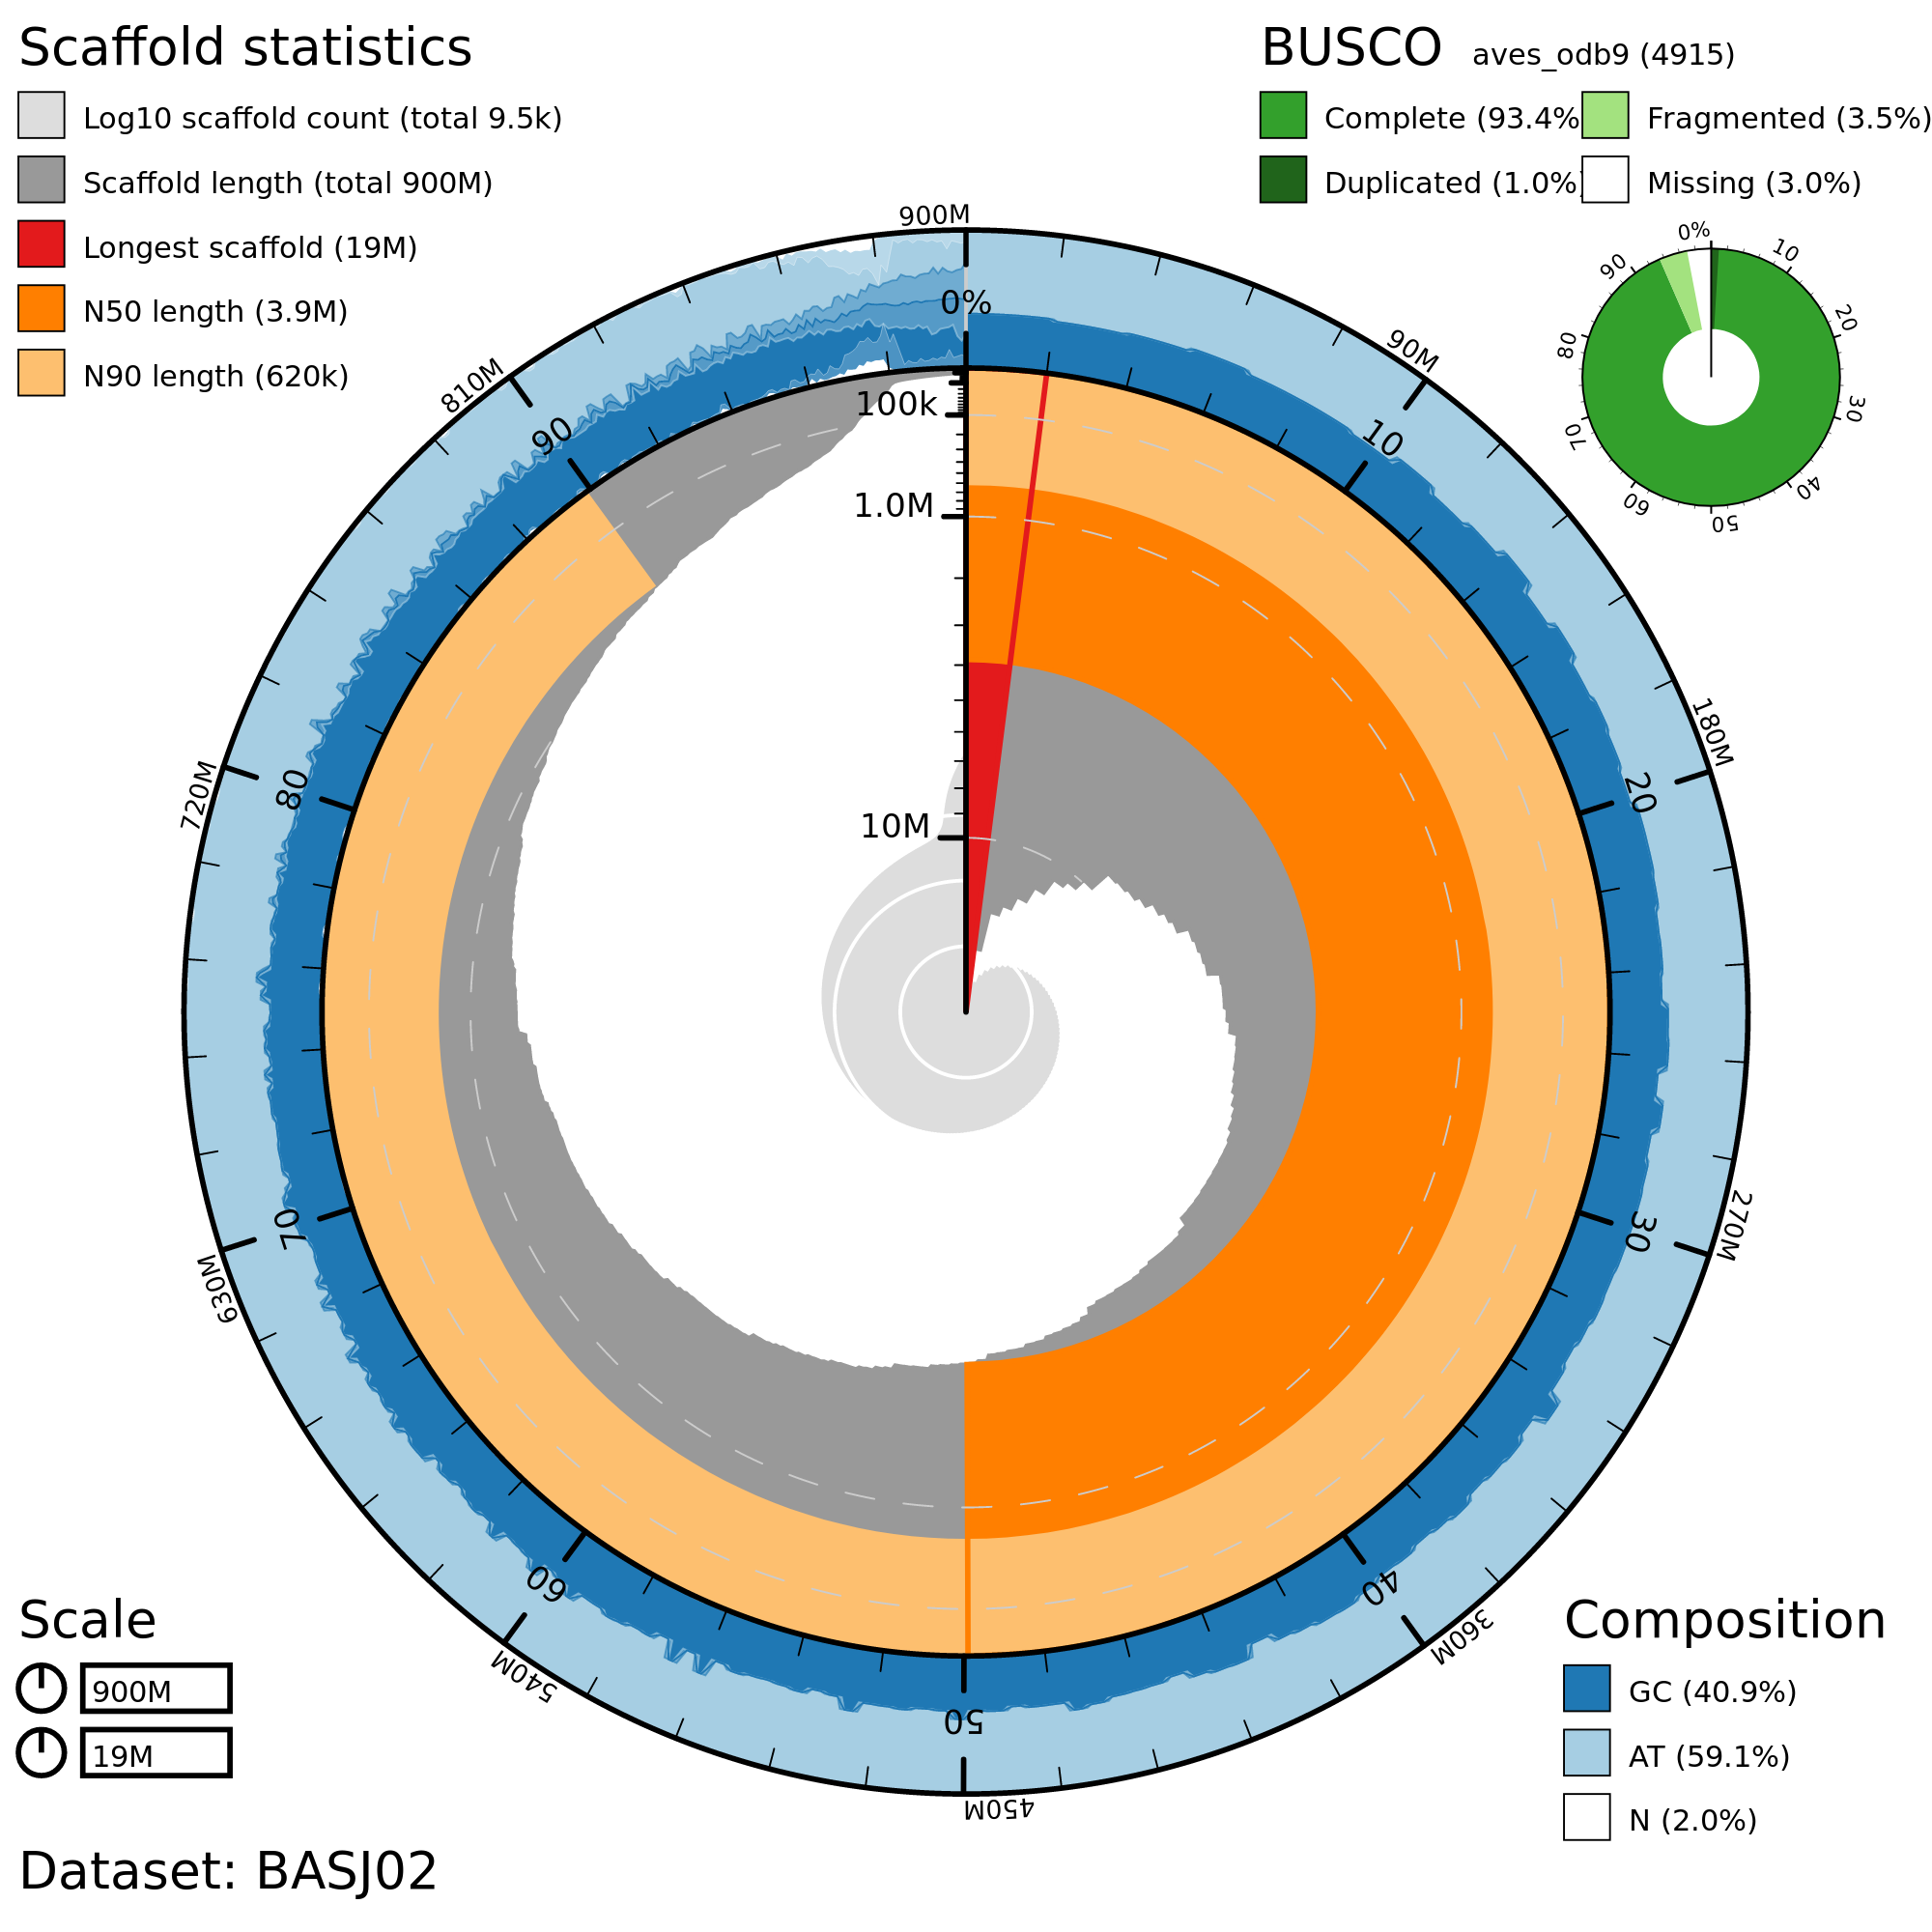 Scaffold statistics
Log10 scaffold count (total 9.5k)
Scaffold length (total 900M)
Longest scaffold (19M)
N50 length (3.9M)
N90 length (620k)
BUSCO aves_odb9 (4915)
Complete (93.4%
Fragmented (3.5%)
Duplicated (1.0%)
Missing (3.0%)
0%
10
20
30
40
50
60
70
80
90
900M
90M
180M
270M
360M
450M
540M
630M
720M
810M
0%
10
20
30
40
50
60
70
80
90
100k
1.0M
10M
Scale
900M
19M
Composition
GC (40.9%)
AT (59.1%)
N (2.0%)
Dataset: BASJ02